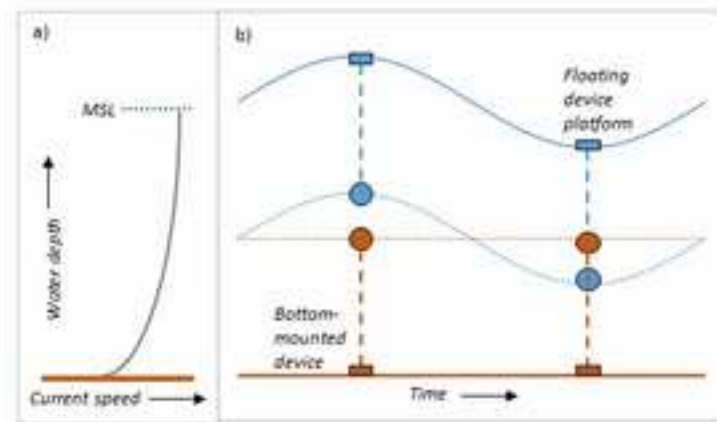 a)
MSL
Water depth
Current speed
b)
Floating
device
platform
Bottom-
mounted
device
Time